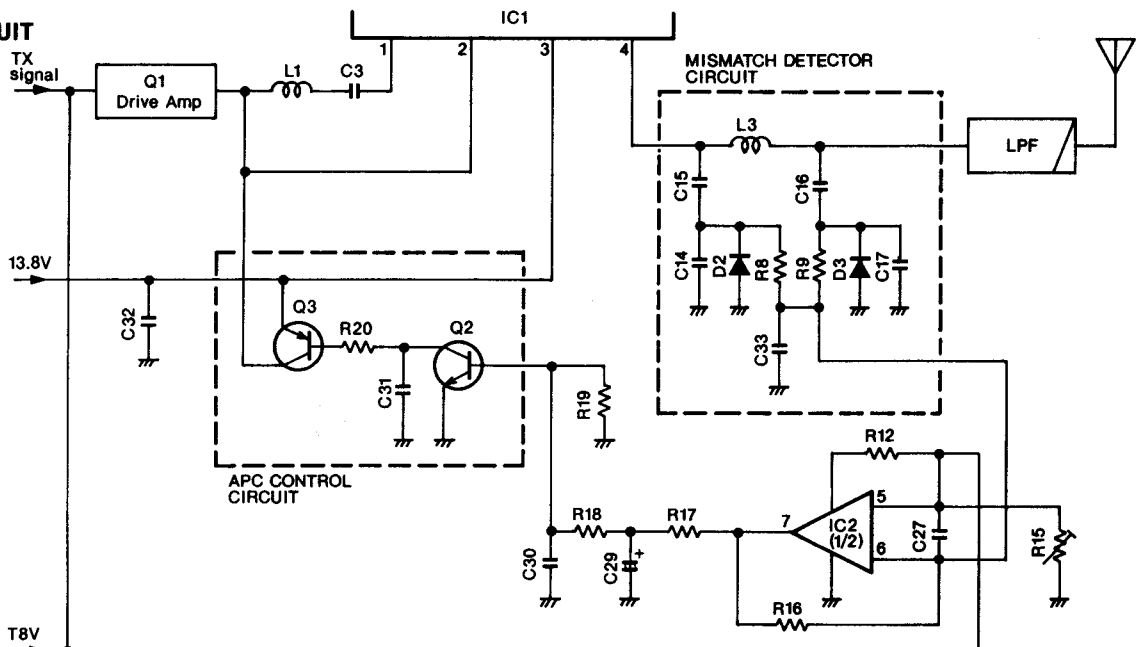 UIT
IC1
1
2
3
4
TX
signal
Q1
Drive Amp
L1
C3
MISMATCH DETECTOR
CIRCUIT
L3
LPF
C15
C16
C14
D2
R8
R9
D3
C17
C33
13.8V
C32
Q3
R20
Q2
C31
R19
APC CONTROL
CIRCUIT
R12
R18
R17
7
IC2
(1/2)
5
6
C27
R15
C30
C29
+
R16
T8V